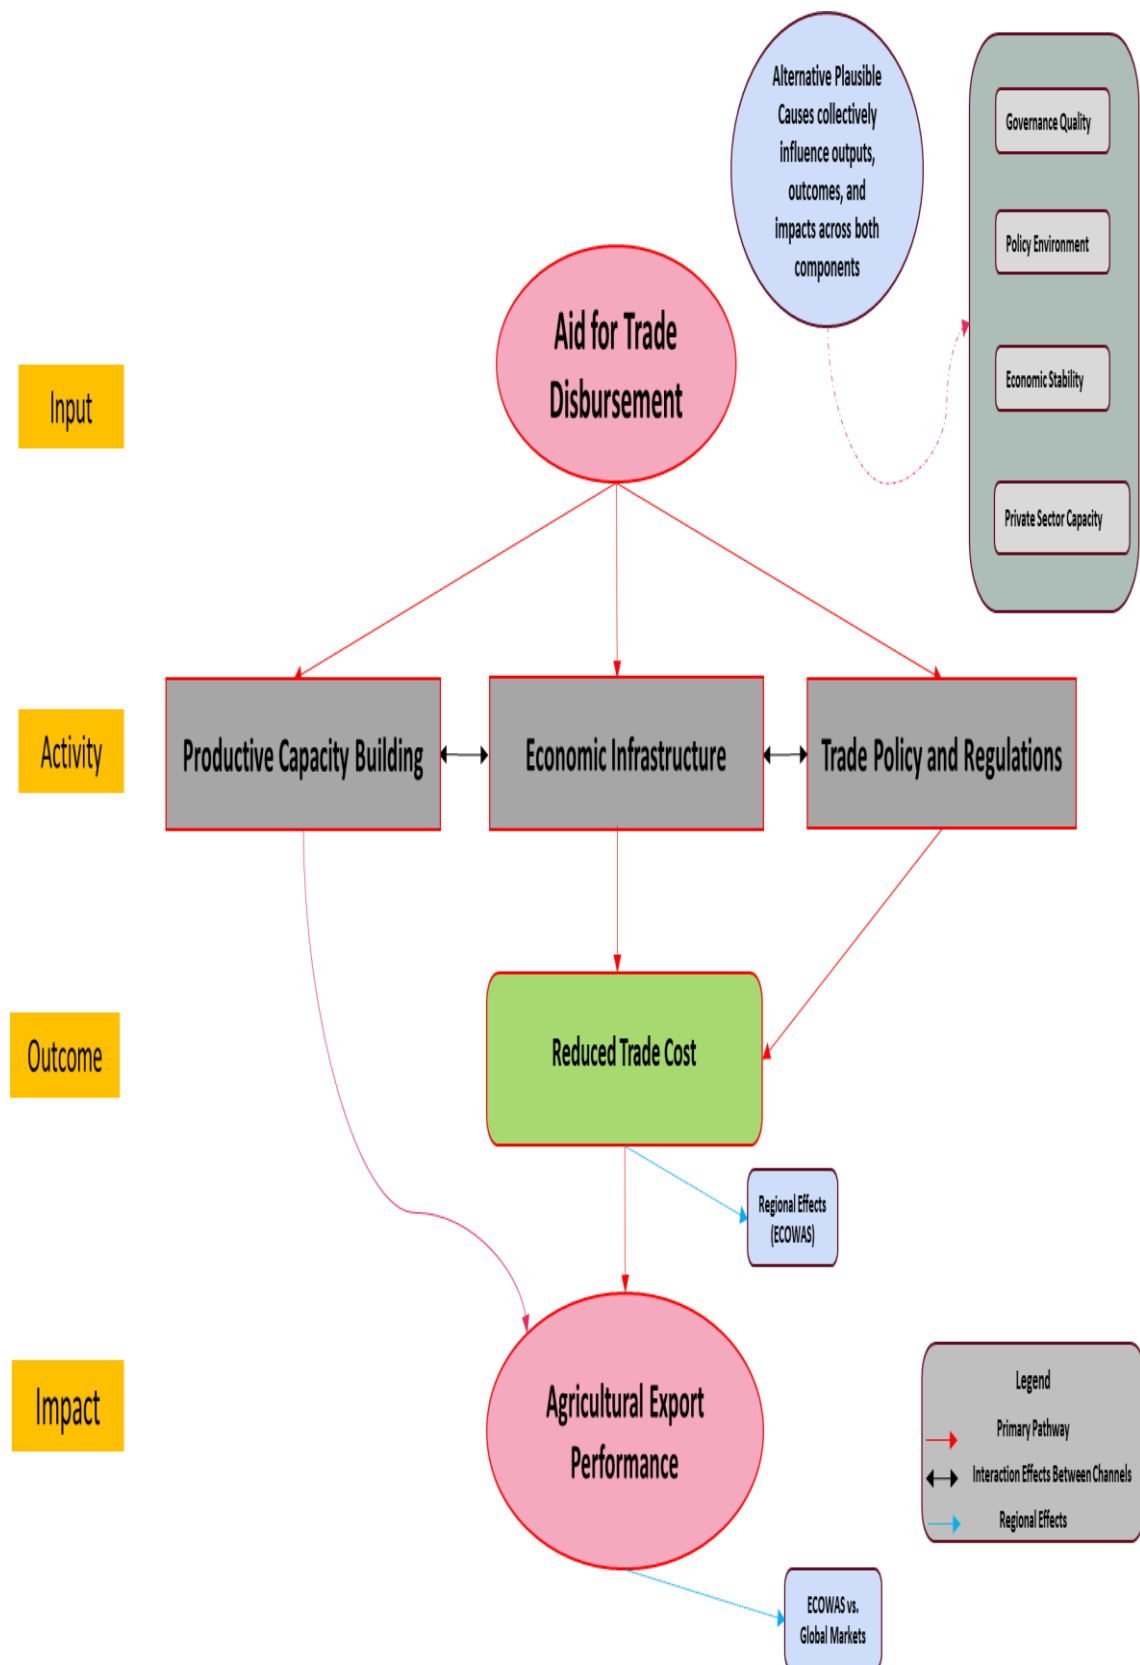 Alternative Plausible
Causes collectively
influence outputs,
outcomes, and
impacts across both
components
Governance Quality
Policy Environment
Economic Stability
Private Sector Capacity
Input
Aid for Trade
Disbursement
Activity
Productive Capacity Building
Economic Infrastructure
Trade Policy and Regulations
Outcome
Reduced Trade Cost
Regional Effects
(ECOWAS)
Impact
Agricultural Export
Performance
Legend
Primary Pathway
Interaction Effects Between Channels
Regional Effects
ECOWAS vs.
Global Markets